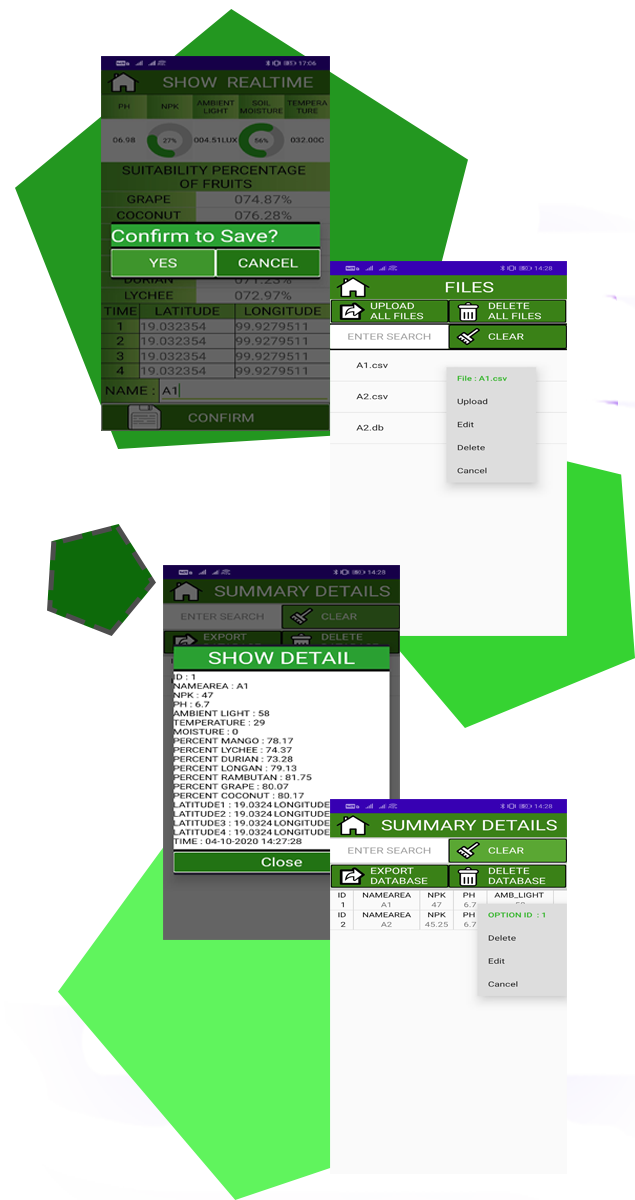 17:06
SHOW REALTIME
PH NPK AMBIENT LIGHT SOIL MOISTURE TEMPERA TURE
06.98 27% 004.51LUX 56% 032.00C
SUITABILITY PERCENTAGE
OF FRUITS
GRAPE 074.87%
COCONUT 076.28%
Confirm to Save?
YES CANCEL
DURIAN 071.23%
LYCHEE 072.97%
TIME LATITUDE LONGITUDE
1 19.032354 99.9279511
2 19.032354 99.9279511
3 19.032354 99.9279511
4 19.032354 99.9279511
NAME : A1
CONFIRM
14:28
FILES
UPLOAD
ALL FILES
DELETE
ALL FILES
ENTER SEARCH CLEAR
A1.csv
A2.csv
A2.db
File : A1.csv
Upload
Edit
Delete
Cancel
14:28
SUMMARY DETAILS
ENTER SEARCH CLEAR
EXPORT DELETE
SHOW DETAIL
ID : 1
NAMEAREA : A1
NPK : 47
PH : 6.7
AMBIENT LIGHT : 58
TEMPERATURE : 29
MOISTURE : 0
PERCENT MANGO : 78.17
PERCENT LYCHEE : 74.37
PERCENT DURIAN : 73.28
PERCENT LONGAN : 79.13
PERCENT RAMBUTAN : 81.75
PERCENT GRAPE : 80.07
PERCENT COCONUT : 80.17
LATITUDE1 : 19.0324 LONGITUDE
LATITUDE2 : 19.0324 LONGITUDE
LATITUDE3 : 19.0324 LONGITUDE
LATITUDE4 : 19.0324 LONGITUDE
TIME : 04-10-2020 14:27:28
Close
14:28
SUMMARY DETAILS
ENTER SEARCH CLEAR
EXPORT
DATABASE
DELETE
DATABASE
ID NAMEAREA NPK PH AMB_LIGHT
1 A1 47 6.7
ID NAMEAREA NPK PH
2 A2 45.25 6.7
OPTION ID : 1
Delete
Edit
Cancel